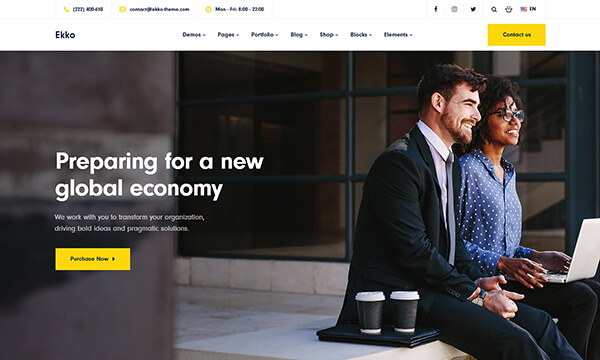 (222) 400-650 contact@ekko-theme.com Mon - Fri: 8:00 - 22:00 EN
Ekko Demos Pages Portfolio Blog Shop Blocks Elements Contact us
Preparing for a new
global economy
We work with you to transform your organization,
driving bold ideas and pragmatic solutions.
Purchase Now